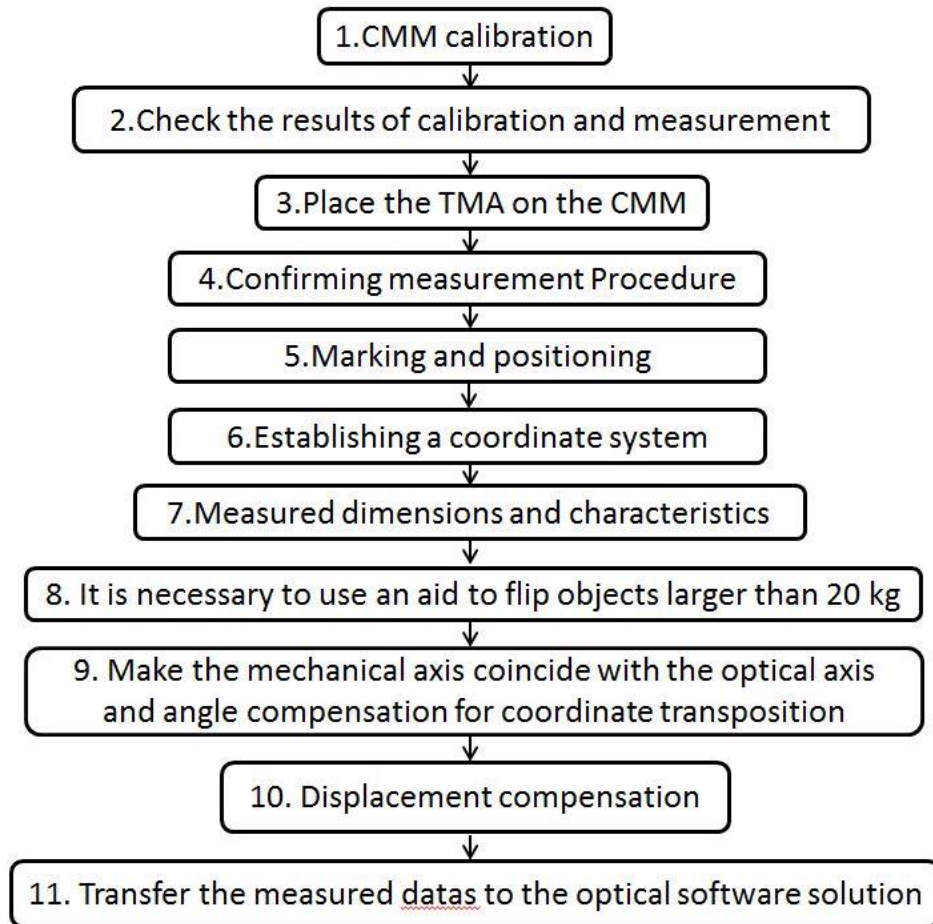 1.CMM calibration
2.Check the results of calibration and measurement
3.Place the TMA on the CMM
4.Confirming measurement Procedure
5.Marking and positioning
6.Establishing a coordinate system
7.Measured dimensions and characteristics
8. It is necessary to use an aid to flip objects larger than 20 kg
9. Make the mechanical axis coincide with the optical axis
and angle compensation for coordinate transposition
10. Displacement compensation
11. Transfer the measured datas to the optical software solution